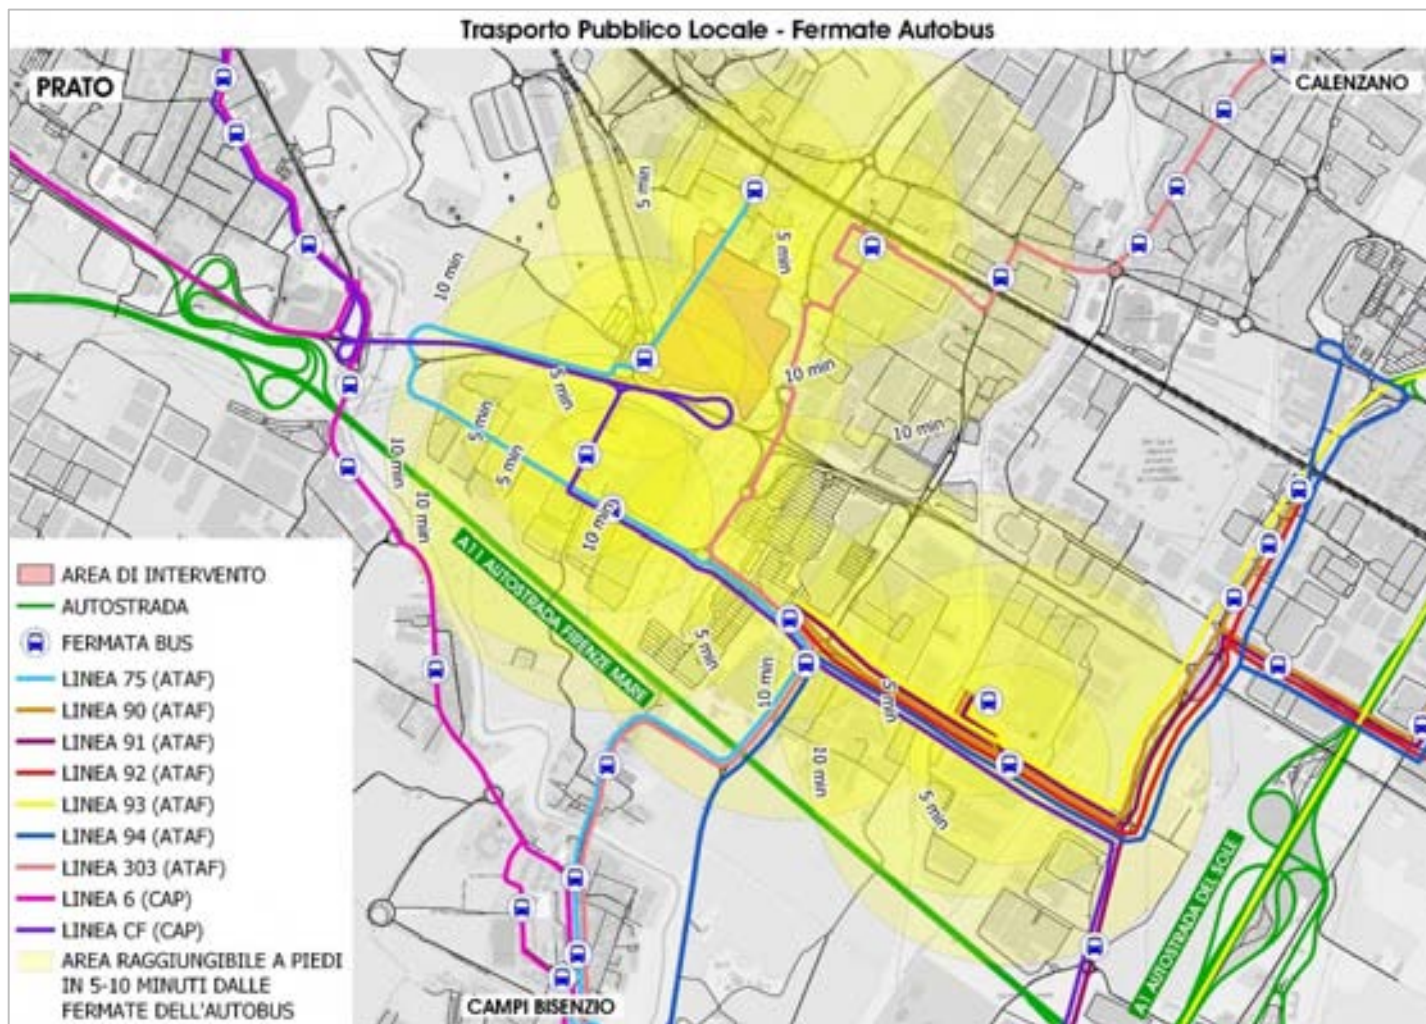 Trasporto Pubblico Locale - Fermate Autobus
PRATO
CALENZANO
5 min
5 min
10 min
5 min
10 min
5 min
5 min
10 min
10 min
10 min
10 min
A11 AUTOSTRADA FIRENZE MARE
5 min
10 min
5 min
10 min
5 min
A1 AUTOSTRADA DEL SOLE
AREA DI INTERVENTO
AUTOSTRADA
FERMATA BUS
LINEA 75 (ATAF)
LINEA 90 (ATAF)
LINEA 91 (ATAF)
LINEA 92 (ATAF)
LINEA 93 (ATAF)
LINEA 94 (ATAF)
LINEA 303 (ATAF)
LINEA 6 (CAP)
LINEA CF (CAP)
AREA RAGGIUNGIBILE A PIEDI
IN 5-10 MINUTI DALLE
FERMATE DELL'AUTOBUS
CAMPI BISENZIO